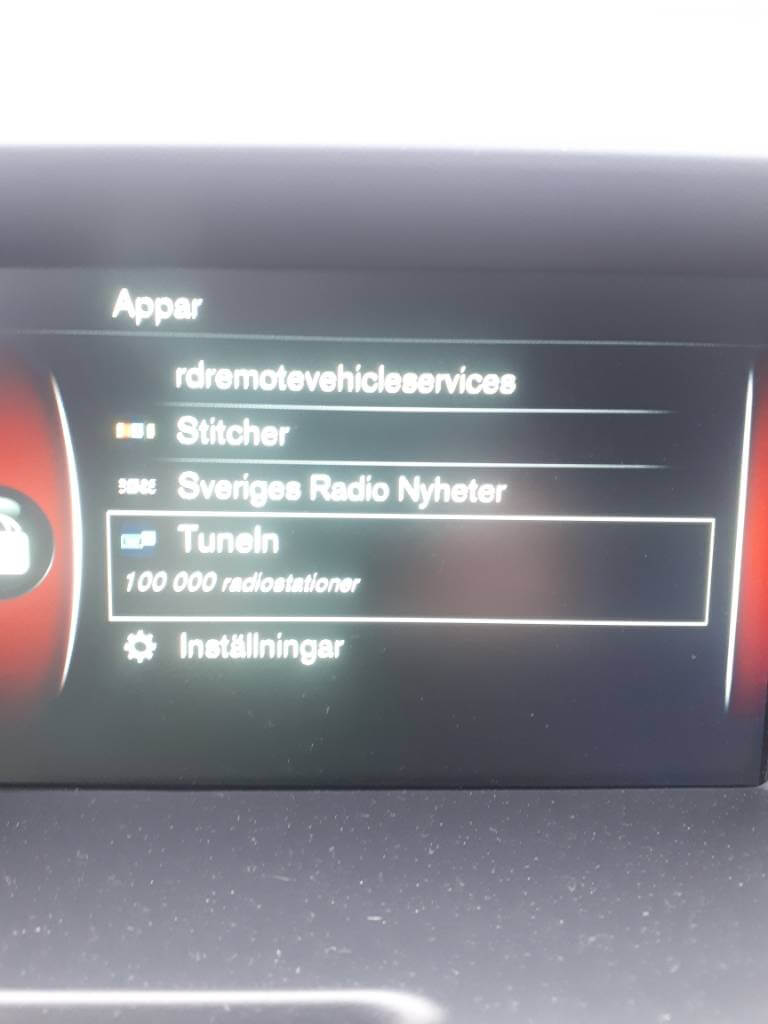 Appar
rdremotevehicleservices
Stitcher
Sveriges Radio Nyheter
TuneIn
100 000 radiostationer
Inställningar